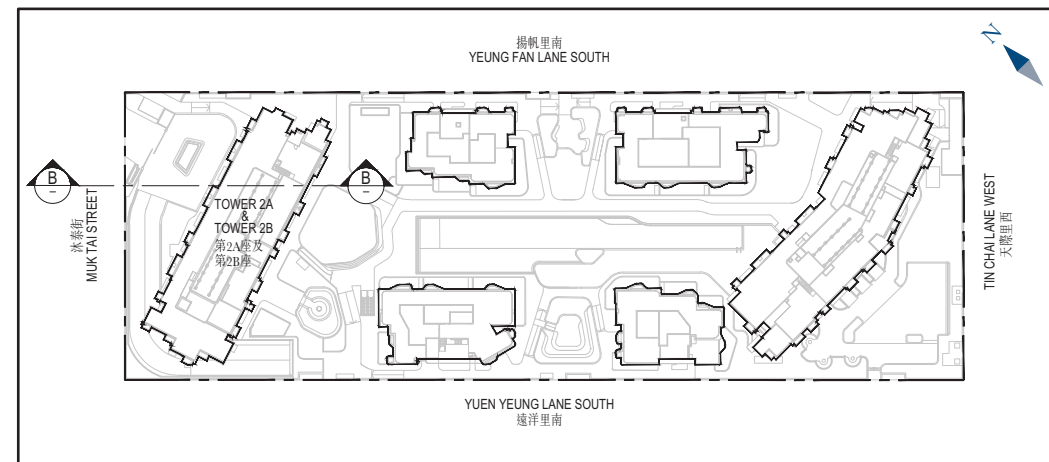 揚帆里南
YEUNG FAN LANE SOUTH
N
B
沐泰街
MUK TAI STREET
B
TOWER 2A
&
TOWER 2B
第2A座及
第2B座
TIN CHAI LANE WEST
天際里西
YUEN YEUNG LANE SOUTH
遠洋里南